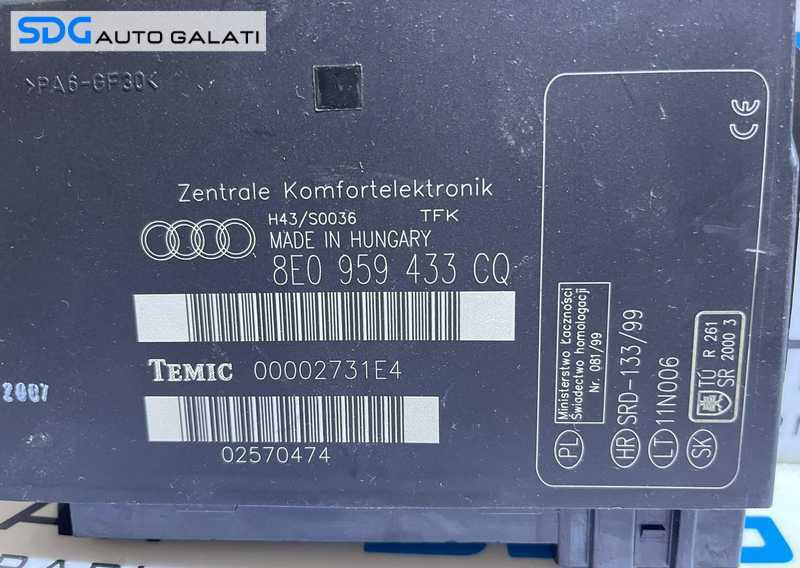 SDG AUTO GALATI
>PA6-GF30<
Zentrale Komfortelektronik
H43/S0036 TFK
MADE IN HUNGARY
8E0 959 433 CQ
TEMIC 00002731E4
02570474
2007
CE
PL Ministerstwo Łączności
Świadectwo homologacji
Nr. 081/99
HR SRD-133/99
LT 11N006
SK TÚ R 261
SR 2000 3